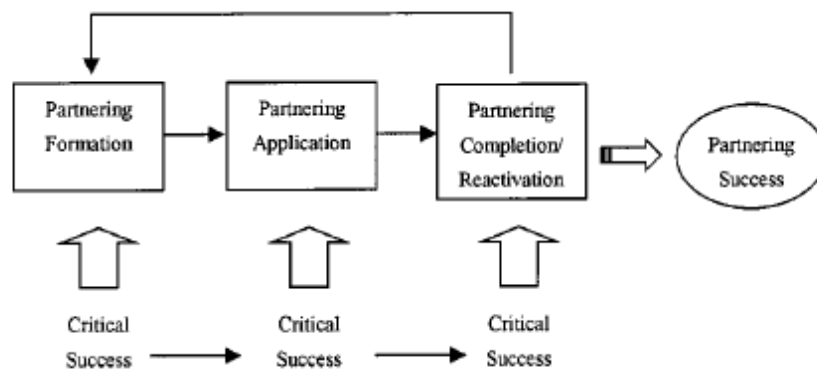 Partnering
Formation
Partnering
Application
Partnering
Completion/
Reactivation
Partnering
Success
Critical
Success
Critical
Success
Critical
Success